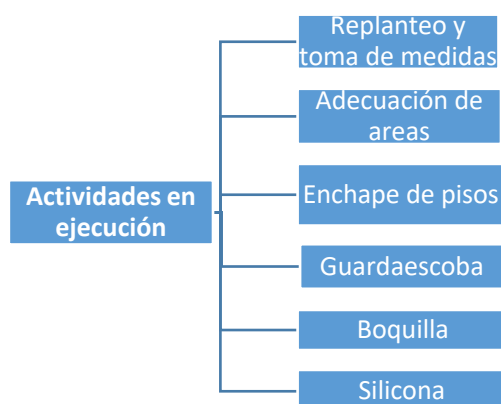 Replanteo y
toma de medidas
Adecuación de
areas
Actividades en
ejecución
Enchape de pisos
Guardaescoba
Boquilla
Silicona